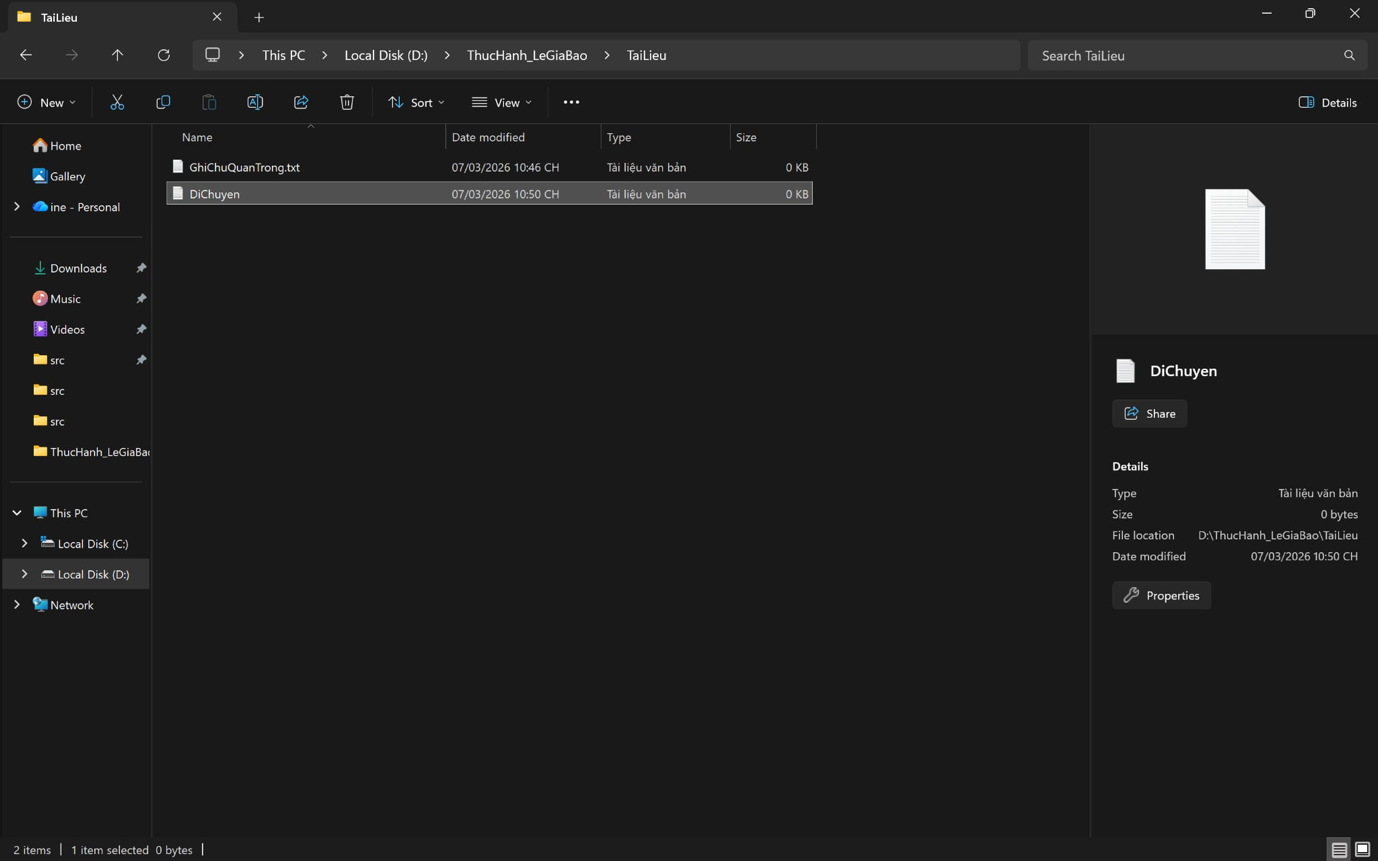 TaiLieu
This PC > Local Disk (D:) > ThucHanh_LeGiaBao > TaiLieu
Search TaiLieu
New
Sort
View
Details
Home
Gallery
ine - Personal
Downloads
Music
Videos
src
src
src
ThucHanh_LeGiaBa
This PC
Local Disk (C:)
Local Disk (D:)
Network
Name Date modified Type Size
GhiChuQuanTrong.txt 07/03/2026 10:46 CH Tài liệu văn bản 0 KB
DiChuyen 07/03/2026 10:50 CH Tài liệu văn bản 0 KB
DiChuyen
Share
Details
Type Tài liệu văn bản
Size 0 bytes
File location D:\ThucHanh_LeGiaBao\TaiLieu
Date modified 07/03/2026 10:50 CH
Properties
2 items | 1 item selected 0 bytes |